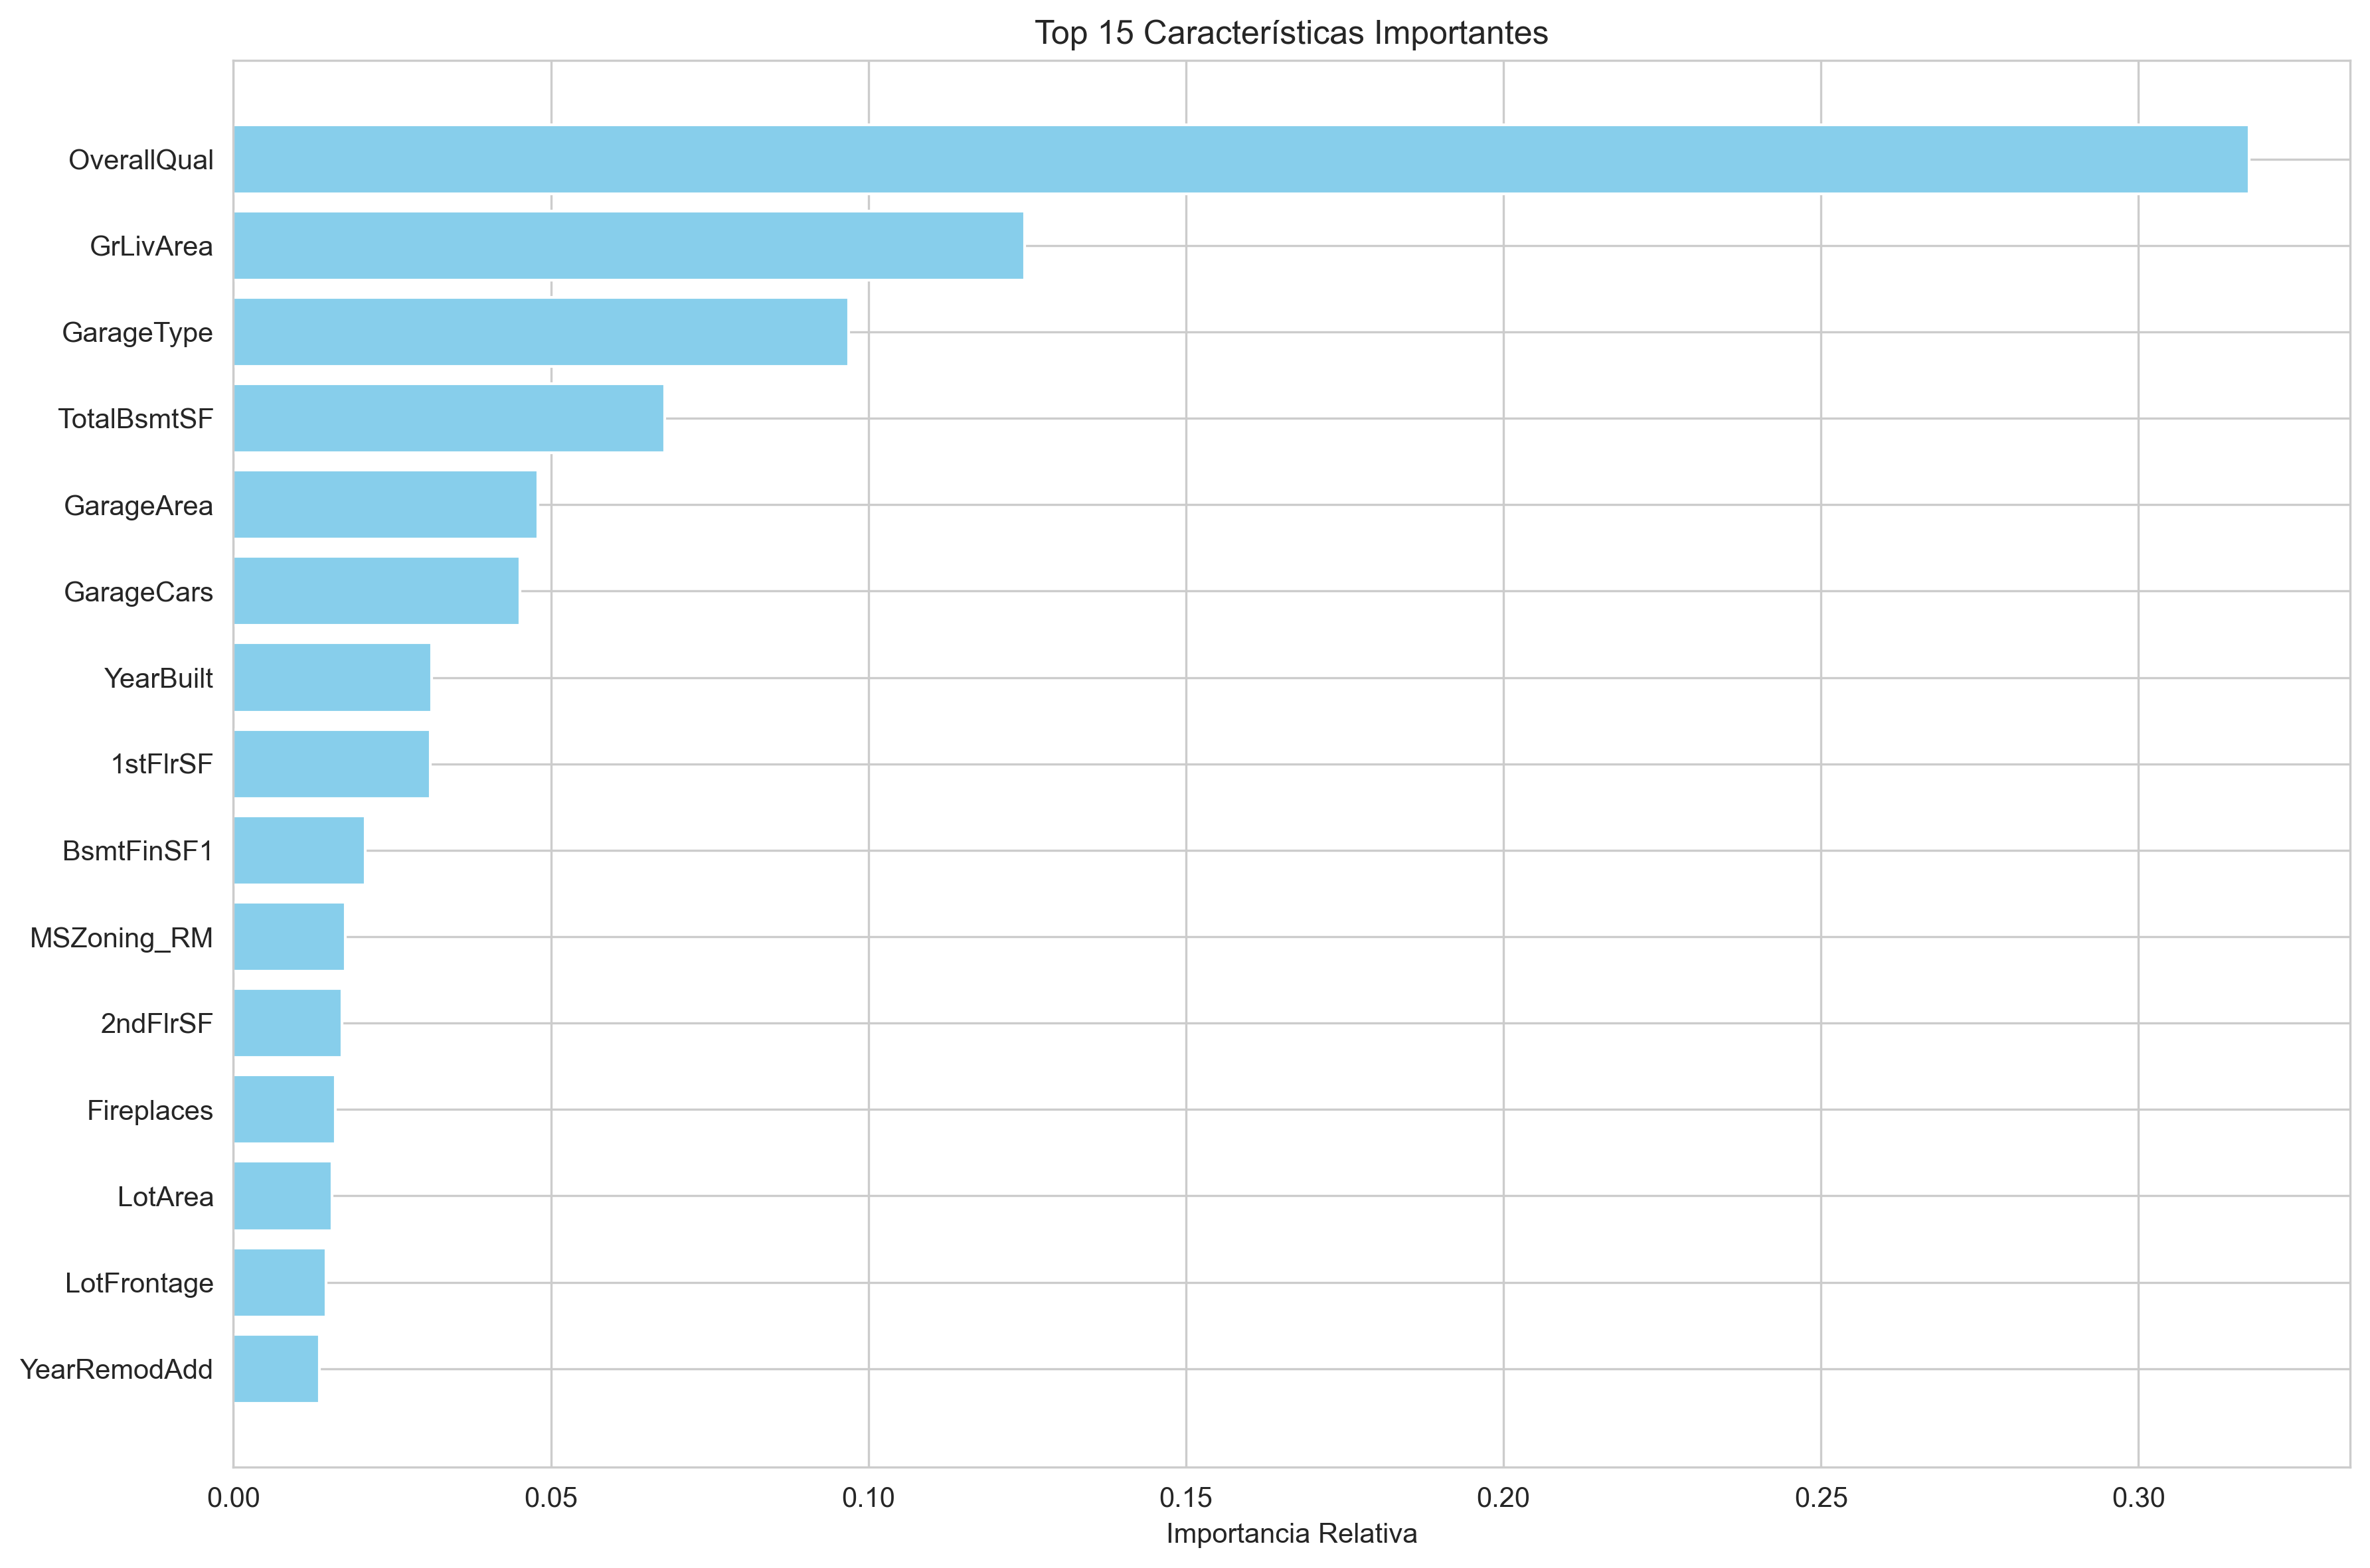 Top 15 Características Importantes
OverallQual
GrLivArea
GarageType
TotalBsmtSF
GarageArea
GarageCars
YearBuilt
1stFlrSF
BsmtFinSF1
MSZoning_RM
2ndFlrSF
Fireplaces
LotArea
LotFrontage
YearRemodAdd
0.00 0.05 0.10 0.15 0.20 0.25 0.30
Importancia Relativa